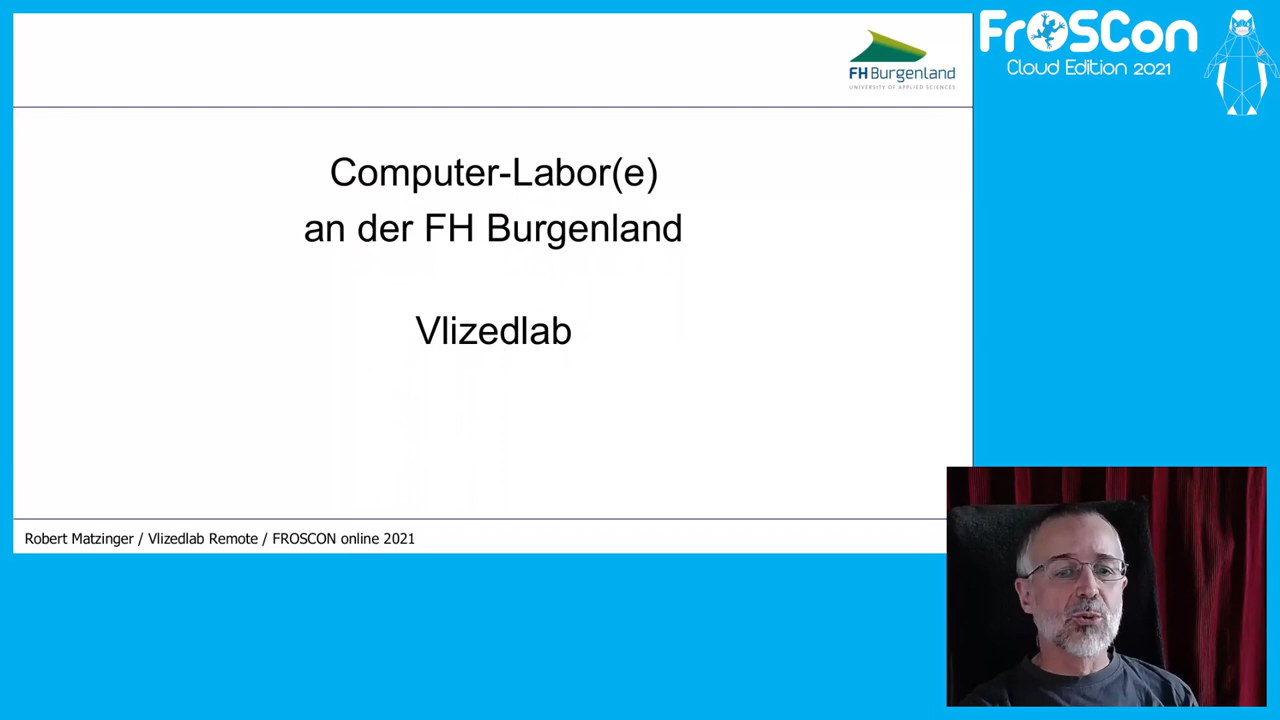 FH Burgenland
UNIVERSITY OF APPLIED SCIENCES
FrOSCon
Cloud Edition 2021
Computer-Labor(e)
an der FH Burgenland
Vlizedlab
Robert Matzinger / Vlizedlab Remote / FROSCON online 2021